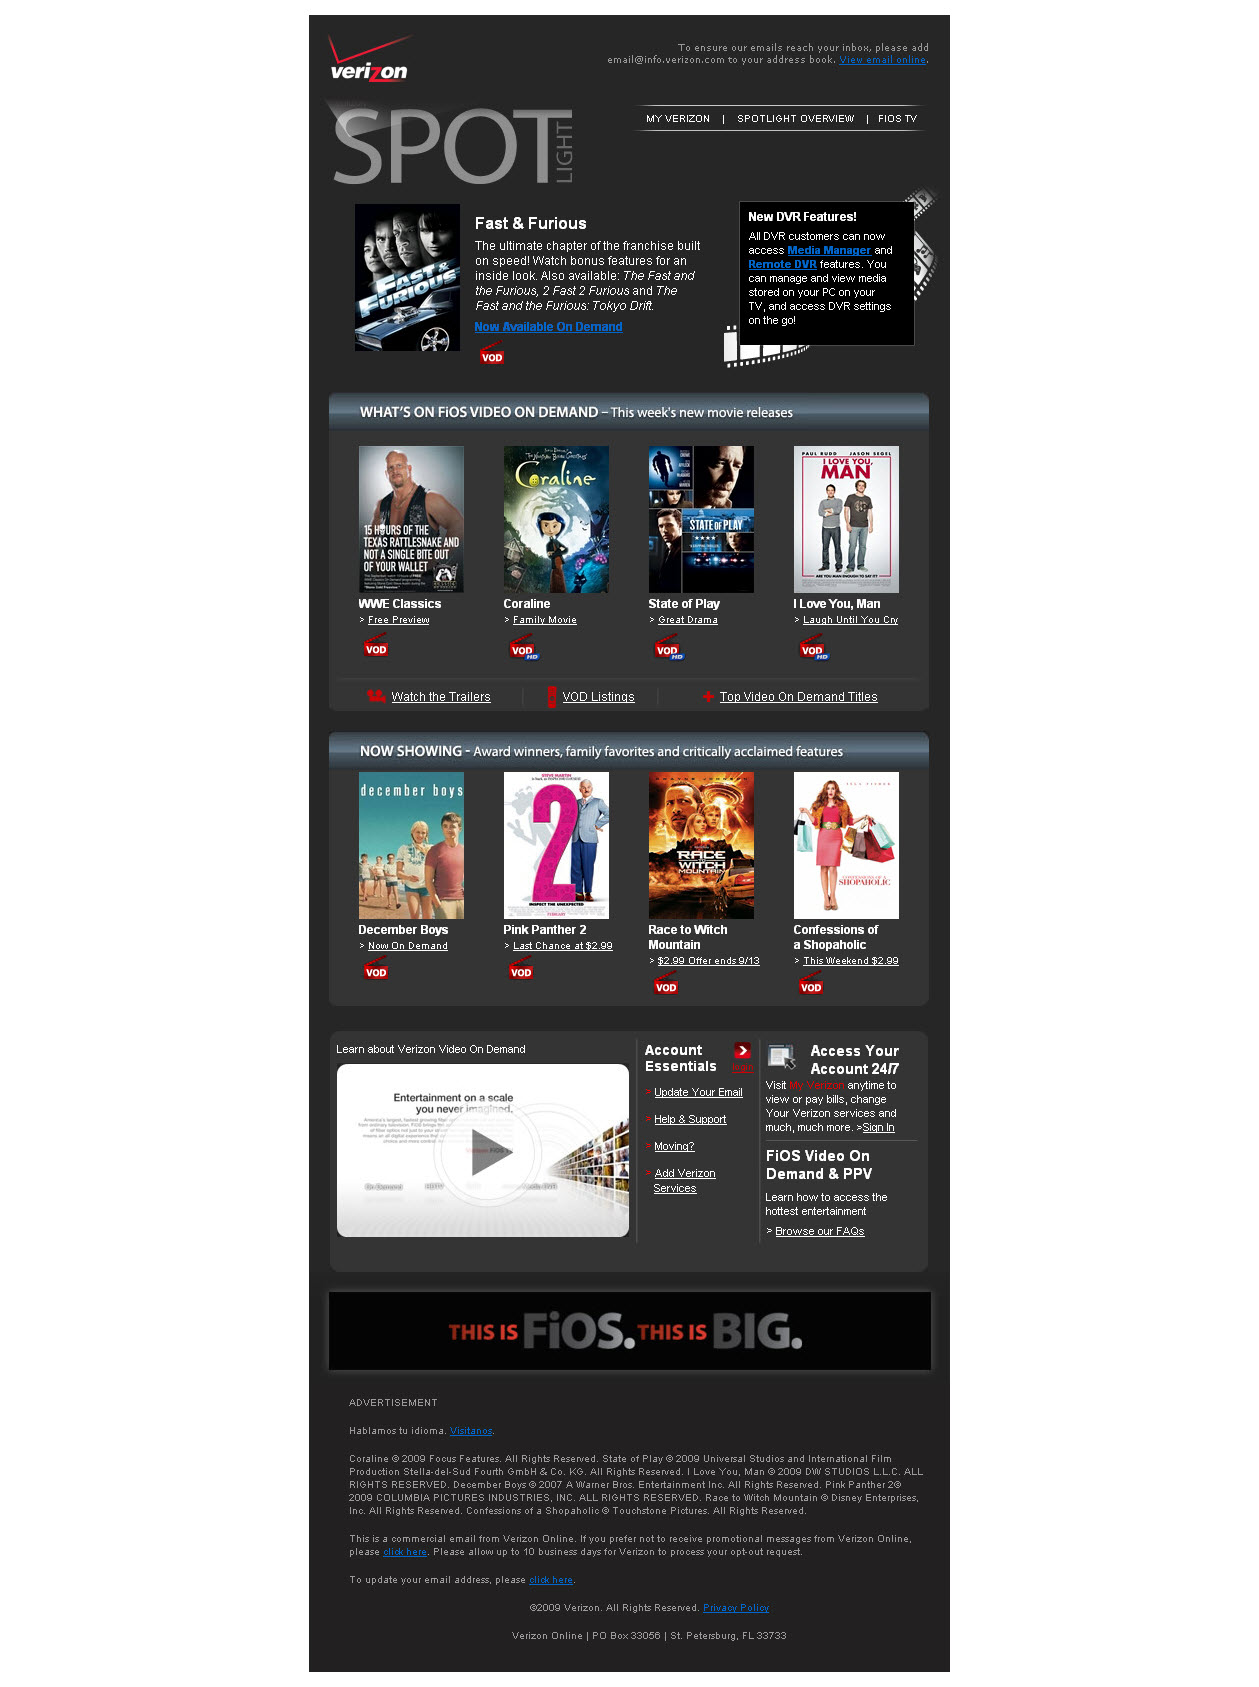 verizon
To ensure our emails reach your inbox, please add
email@info.verizon.com to your address book. View email online.
SPOT
LIGHT
MY VERIZON | SPOTLIGHT OVERVIEW | FIOS TV
FAST &
FURIOUS
Fast & Furious
The ultimate chapter of the franchise built
on speed! Watch bonus features for an
inside look. Also available: The Fast and
the Furious, 2 Fast 2 Furious and The
Fast and the Furious: Tokyo Drift.
Now Available On Demand
VOD
New DVR Features!
All DVR customers can now
access Media Manager and
Remote DVR features. You
can manage and view media
stored on your PC on your
TV, and access DVR settings
on the go!
WHAT'S ON FiOS VIDEO ON DEMAND – This week's new movie releases
15 HOURS OF THE
TEXAS RATTLESNAKE AND
NOT A SINGLE BITE OUT
OF YOUR WALLET
Coraline
STATE OF PLAY
PAUL RUDD JASON SEGEL
I LOVE YOU,
MAN
ARE YOU MAN ENOUGH TO SAY IT?
WWE Classics
> Free Preview
VOD
Coraline
> Family Movie
VOD HD
State of Play
> Great Drama
VOD HD
I Love You, Man
> Laugh Until You Cry
VOD HD
Watch the Trailers
VOD Listings
Top Video On Demand Titles
NOW SHOWING - Award winners, family favorites and critically acclaimed features
december boys
STEVE MARTIN
2
INSPECT THE UNEXPECTED
FEBRUARY
RACE TO
WITCH
MOUNTAIN
ISLA FISHER
CONFESSIONS OF A
SHOPAHOLIC
December Boys
> Now On Demand
VOD
Pink Panther 2
> Last Chance at $2.99
VOD
Race to Witch
Mountain
> $2.99 Offer ends 9/13
VOD
Confessions of
a Shopaholic
> This Weekend $2.99
VOD
Learn about Verizon Video On Demand
Entertainment on a scale
you never imagined.
On Demand HDTV
Account
Essentials
> Update Your Email
> Help & Support
> Moving?
> Add Verizon
Services
Access Your
Account 24/7
Visit My Verizon anytime to
view or pay bills, change
Your Verizon services and
much, much more. >Sign In
FiOS Video On
Demand & PPV
Learn how to access the
hottest entertainment
> Browse our FAQs
THIS IS FiOS. THIS IS BIG.
ADVERTISEMENT
Hablamos tu idioma. Visitanos.
Coraline © 2009 Focus Features. All Rights Reserved. State of Play © 2009 Universal Studios and International Film
Production Stella-del-Sud Fourth GmbH & Co. KG. All Rights Reserved. I Love You, Man © 2009 DW STUDIOS L.L.C. ALL
RIGHTS RESERVED. December Boys © 2007 A Warner Bros. Entertainment Inc. All Rights Reserved. Pink Panther 2©
2009 COLUMBIA PICTURES INDUSTRIES, INC. ALL RIGHTS RESERVED. Race to Witch Mountain © Disney Enterprises,
Inc. All Rights Reserved. Confessions of a Shopaholic © Touchstone Pictures. All Rights Reserved.
This is a commercial email from Verizon Online. If you prefer not to receive promotional messages from Verizon Online,
please click here. Please allow up to 10 business days for Verizon to process your opt-out request.
To update your email address, please click here.
©2009 Verizon. All Rights Reserved. Privacy Policy
Verizon Online | PO Box 33056 | St. Petersburg, FL 33733